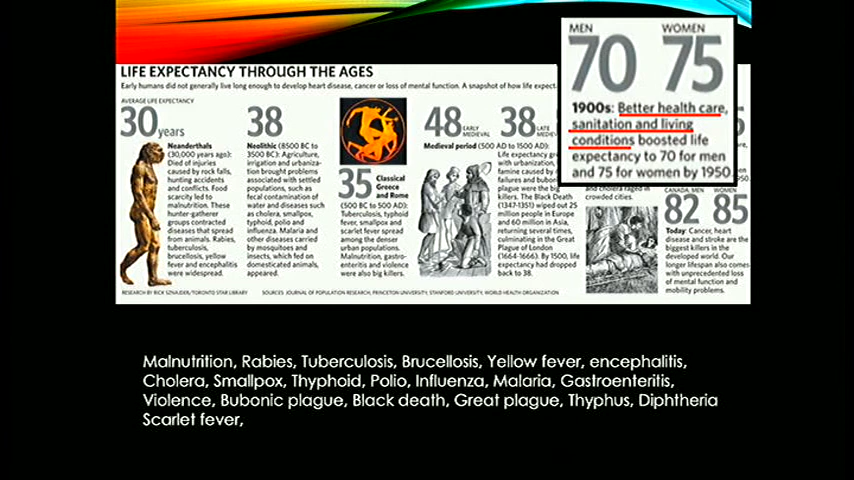 LIFE EXPECTANCY THROUGH THE AGES
Early humans did not generally live long enough to develop heart disease, cancer or loss of mental function. A snapshot of how life expect
AVERAGE LIFE EXPECTANCY
30 years
Neanderthals
(30,000 years ago):
Died of injuries
caused by rock falls,
hunting accidents
and conflicts. Food
scarcity led to
malnutrition. These
hunter-gatherer
groups contracted
diseases that spread
from animals. Rabies,
tuberculosis,
brucellosis, yellow
fever and encephalitis
were widespread.
38
Neolithic (8500 BC to
3500 BC): Agriculture,
irrigation and urbaniza-
tion brought problems
associated with settled
populations, such as
fecal contamination of
water and diseases such
as cholera, smallpox,
typhoid, polio and
influenza. Malaria and
other diseases carried
by mosquitoes and
insects, which fed on
domesticated animals,
appeared.
35 Classical
Greece
and Rome
(500 BC to 500 AD):
Tuberculosis, typhoid
fever, smallpox and
scarlet fever spread
among the denser
urban populations.
Malnutrition, gastro-
enteritis and violence
were also big killers.
48 EARLY
MEDIEVAL
38 LATE
MEDIE
Medieval period (500 AD to 1500 AD):
Life expectancy gr
with urbanization,
famine caused by
failures and bubon
plague were the big
killers. The Black Death
(1347-1351) wiped out 25
million people in Europe
and 60 million in Asia,
returning several times,
culminating in the Great
Plague of London
(1664-1666). By 1500, life
expectancy had dropped
back to 38.
MEN WOMEN
70 75
1900s: Better health care,
sanitation and living
conditions boosted life
expectancy to 70 for men
and 75 for women by 1950.
and cholera raged in
crowded cities.
CANADA: MEN WOMEN
82 85
Today: Cancer, heart
disease and stroke are the
biggest killers in the
developed world. Our
longer lifespan also comes
with unprecedented loss
of mental function and
mobility problems.
RESEARCH BY RICK SZNAJDER/TORONTO STAR LIBRARY
SOURCES: JOURNAL OF POPULATION RESEARCH, PRINCETON UNIVERSITY, STANFORD UNIVERSITY, WORLD HEALTH ORGANIZATION
Malnutrition, Rabies, Tuberculosis, Brucellosis, Yellow fever, encephalitis,
Cholera, Smallpox, Thyphoid, Polio, Influenza, Malaria, Gastroenteritis,
Violence, Bubonic plague, Black death, Great plague, Thyphus, Diphtheria
Scarlet fever,